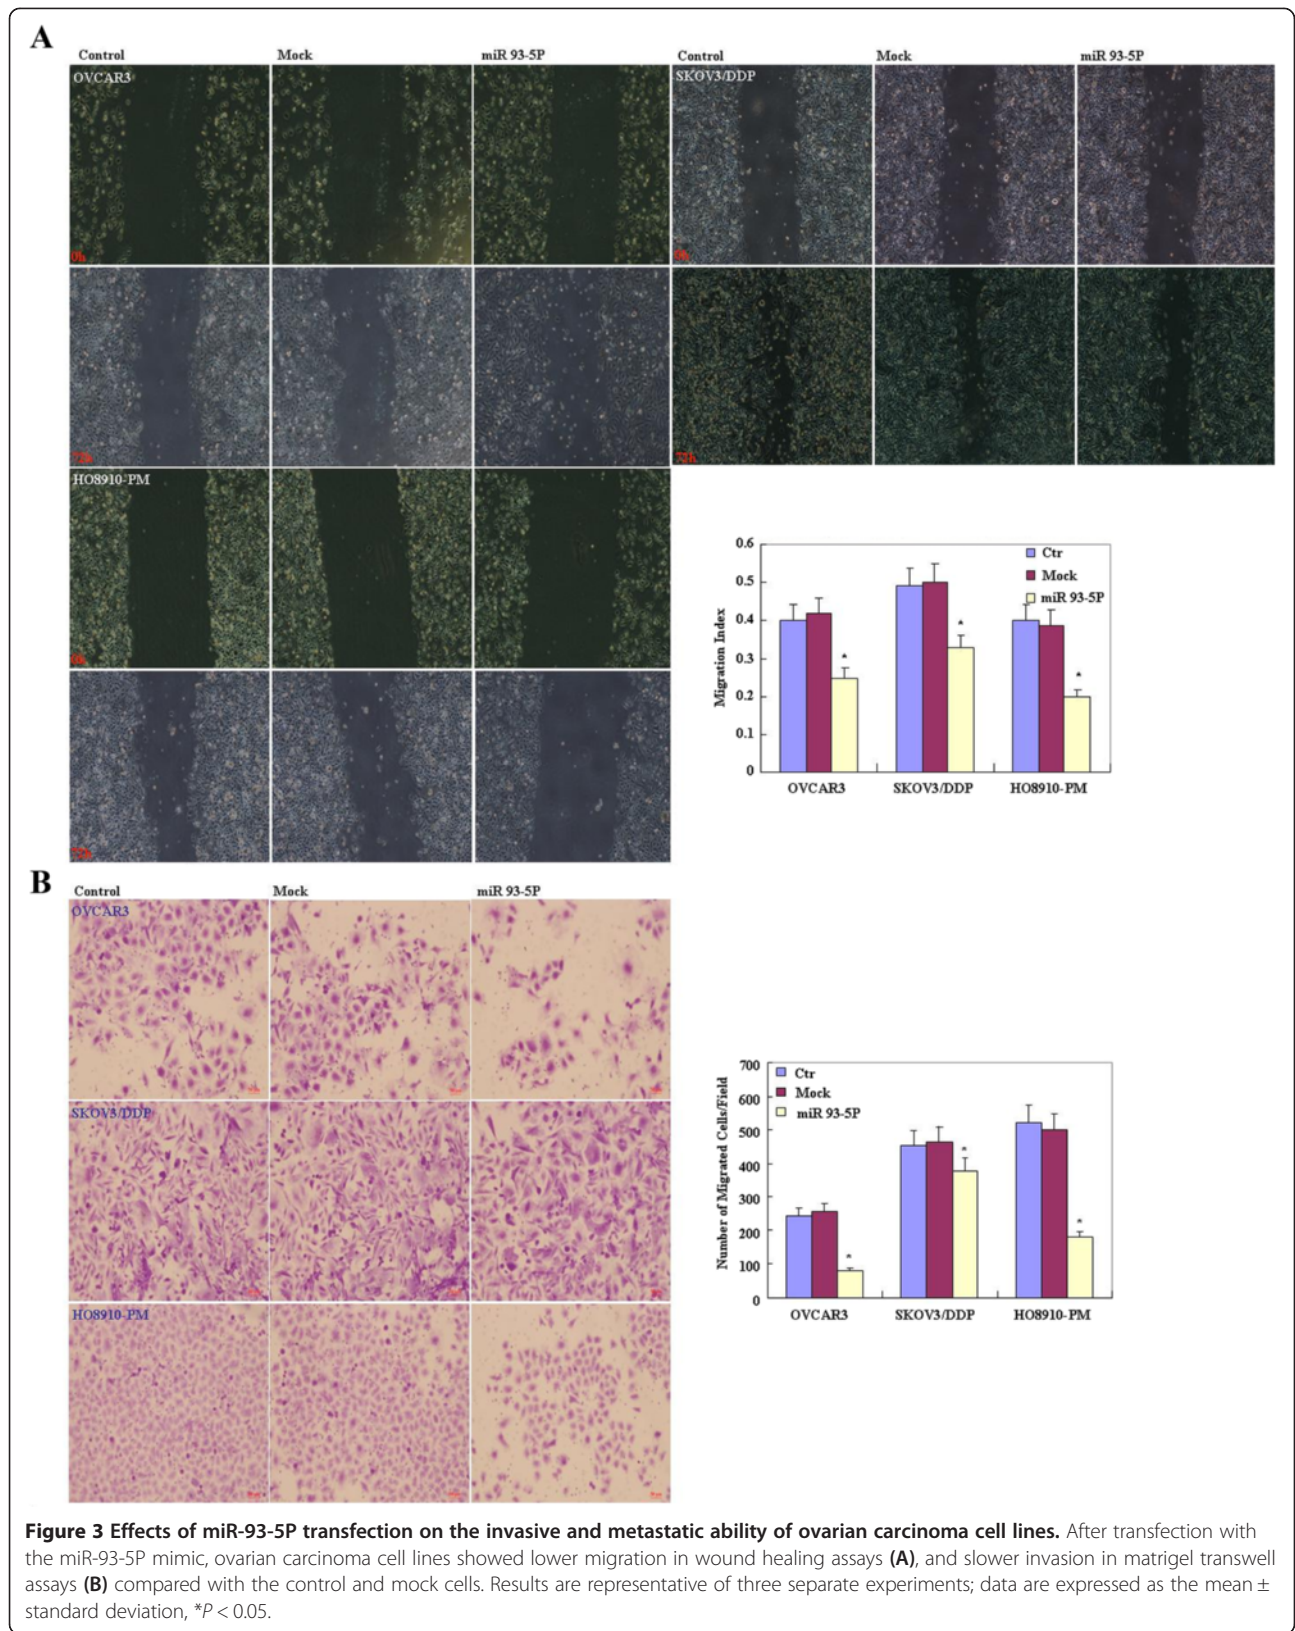 A
Control Mock miR 93-5P Control Mock miR 93-5P
OVCAR3 SKOV3/DDP
0h 0h
72h 72h
HO8910-PM
0h
72h
0.6
0.5
0.4
0.3
0.2
0.1
0
Migration Index
Ctr
Mock
miR 93-5P
*
*
*
OVCAR3 SKOV3/DDP HO8910-PM
B
Control Mock miR 93-5P
OVCAR3
SKOV3/DDP
HO8910-PM
700
600
500
400
300
200
100
0
Number of Migrated Cells/Field
Ctr
Mock
miR 93-5P
*
*
*
OVCAR3 SKOV3/DDP HO8910-PM
Figure 3 Effects of miR-93-5P transfection on the invasive and metastatic ability of ovarian carcinoma cell lines. After transfection with
the miR-93-5P mimic, ovarian carcinoma cell lines showed lower migration in wound healing assays (A), and slower invasion in matrigel transwell
assays (B) compared with the control and mock cells. Results are representative of three separate experiments; data are expressed as the mean ±
standard deviation, *P < 0.05.